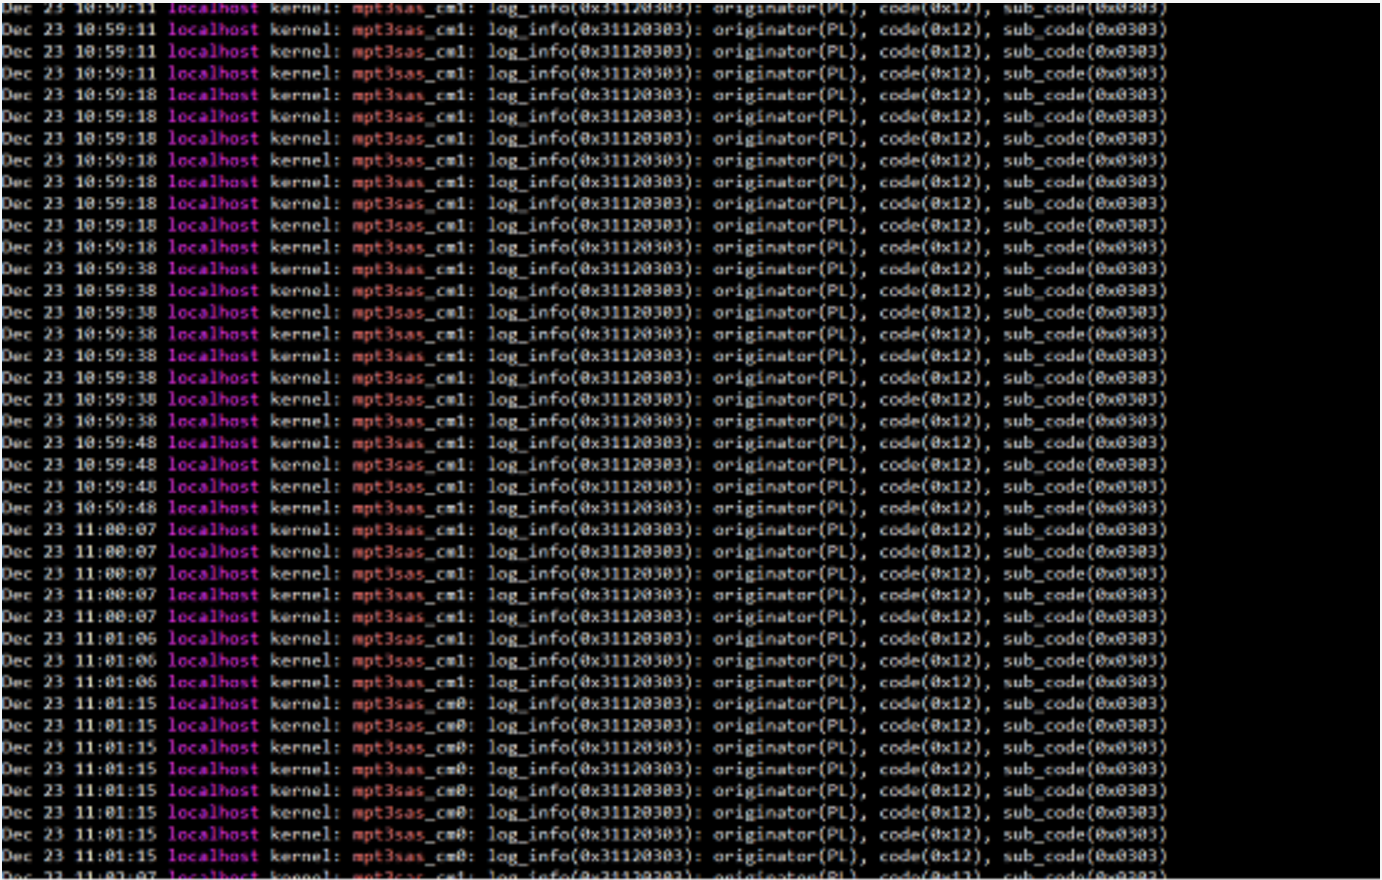 Dec 23 10:59:11 localhost kernel: mpt3sas_cm1: log_info(0x31120303): originator(PL), code(0x12), sub_code(0x0303)
Dec 23 10:59:11 localhost kernel: mpt3sas_cm1: log_info(0x31120303): originator(PL), code(0x12), sub_code(0x0303)
Dec 23 10:59:11 localhost kernel: mpt3sas_cm1: log_info(0x31120303): originator(PL), code(0x12), sub_code(0x0303)
Dec 23 10:59:11 localhost kernel: mpt3sas_cm1: log_info(0x31120303): originator(PL), code(0x12), sub_code(0x0303)
Dec 23 10:59:18 localhost kernel: mpt3sas_cm1: log_info(0x31120303): originator(PL), code(0x12), sub_code(0x0303)
Dec 23 10:59:18 localhost kernel: mpt3sas_cm1: log_info(0x31120303): originator(PL), code(0x12), sub_code(0x0303)
Dec 23 10:59:18 localhost kernel: mpt3sas_cm1: log_info(0x31120303): originator(PL), code(0x12), sub_code(0x0303)
Dec 23 10:59:18 localhost kernel: mpt3sas_cm1: log_info(0x31120303): originator(PL), code(0x12), sub_code(0x0303)
Dec 23 10:59:18 localhost kernel: mpt3sas_cm1: log_info(0x31120303): originator(PL), code(0x12), sub_code(0x0303)
Dec 23 10:59:18 localhost kernel: mpt3sas_cm1: log_info(0x31120303): originator(PL), code(0x12), sub_code(0x0303)
Dec 23 10:59:18 localhost kernel: mpt3sas_cm1: log_info(0x31120303): originator(PL), code(0x12), sub_code(0x0303)
Dec 23 10:59:18 localhost kernel: mpt3sas_cm1: log_info(0x31120303): originator(PL), code(0x12), sub_code(0x0303)
Dec 23 10:59:38 localhost kernel: mpt3sas_cm1: log_info(0x31120303): originator(PL), code(0x12), sub_code(0x0303)
Dec 23 10:59:38 localhost kernel: mpt3sas_cm1: log_info(0x31120303): originator(PL), code(0x12), sub_code(0x0303)
Dec 23 10:59:38 localhost kernel: mpt3sas_cm1: log_info(0x31120303): originator(PL), code(0x12), sub_code(0x0303)
Dec 23 10:59:38 localhost kernel: mpt3sas_cm1: log_info(0x31120303): originator(PL), code(0x12), sub_code(0x0303)
Dec 23 10:59:38 localhost kernel: mpt3sas_cm1: log_info(0x31120303): originator(PL), code(0x12), sub_code(0x0303)
Dec 23 10:59:38 localhost kernel: mpt3sas_cm1: log_info(0x31120303): originator(PL), code(0x12), sub_code(0x0303)
Dec 23 10:59:38 localhost kernel: mpt3sas_cm1: log_info(0x31120303): originator(PL), code(0x12), sub_code(0x0303)
Dec 23 10:59:38 localhost kernel: mpt3sas_cm1: log_info(0x31120303): originator(PL), code(0x12), sub_code(0x0303)
Dec 23 10:59:48 localhost kernel: mpt3sas_cm1: log_info(0x31120303): originator(PL), code(0x12), sub_code(0x0303)
Dec 23 10:59:48 localhost kernel: mpt3sas_cm1: log_info(0x31120303): originator(PL), code(0x12), sub_code(0x0303)
Dec 23 10:59:48 localhost kernel: mpt3sas_cm1: log_info(0x31120303): originator(PL), code(0x12), sub_code(0x0303)
Dec 23 10:59:48 localhost kernel: mpt3sas_cm1: log_info(0x31120303): originator(PL), code(0x12), sub_code(0x0303)
Dec 23 11:00:07 localhost kernel: mpt3sas_cm1: log_info(0x31120303): originator(PL), code(0x12), sub_code(0x0303)
Dec 23 11:00:07 localhost kernel: mpt3sas_cm1: log_info(0x31120303): originator(PL), code(0x12), sub_code(0x0303)
Dec 23 11:00:07 localhost kernel: mpt3sas_cm1: log_info(0x31120303): originator(PL), code(0x12), sub_code(0x0303)
Dec 23 11:00:07 localhost kernel: mpt3sas_cm1: log_info(0x31120303): originator(PL), code(0x12), sub_code(0x0303)
Dec 23 11:00:07 localhost kernel: mpt3sas_cm1: log_info(0x31120303): originator(PL), code(0x12), sub_code(0x0303)
Dec 23 11:01:06 localhost kernel: mpt3sas_cm1: log_info(0x31120303): originator(PL), code(0x12), sub_code(0x0303)
Dec 23 11:01:06 localhost kernel: mpt3sas_cm1: log_info(0x31120303): originator(PL), code(0x12), sub_code(0x0303)
Dec 23 11:01:06 localhost kernel: mpt3sas_cm1: log_info(0x31120303): originator(PL), code(0x12), sub_code(0x0303)
Dec 23 11:01:15 localhost kernel: mpt3sas_cm0: log_info(0x31120303): originator(PL), code(0x12), sub_code(0x0303)
Dec 23 11:01:15 localhost kernel: mpt3sas_cm0: log_info(0x31120303): originator(PL), code(0x12), sub_code(0x0303)
Dec 23 11:01:15 localhost kernel: mpt3sas_cm0: log_info(0x31120303): originator(PL), code(0x12), sub_code(0x0303)
Dec 23 11:01:15 localhost kernel: mpt3sas_cm0: log_info(0x31120303): originator(PL), code(0x12), sub_code(0x0303)
Dec 23 11:01:15 localhost kernel: mpt3sas_cm0: log_info(0x31120303): originator(PL), code(0x12), sub_code(0x0303)
Dec 23 11:01:15 localhost kernel: mpt3sas_cm0: log_info(0x31120303): originator(PL), code(0x12), sub_code(0x0303)
Dec 23 11:01:15 localhost kernel: mpt3sas_cm0: log_info(0x31120303): originator(PL), code(0x12), sub_code(0x0303)
Dec 23 11:01:15 localhost kernel: mpt3sas_cm0: log_info(0x31120303): originator(PL), code(0x12), sub_code(0x0303)